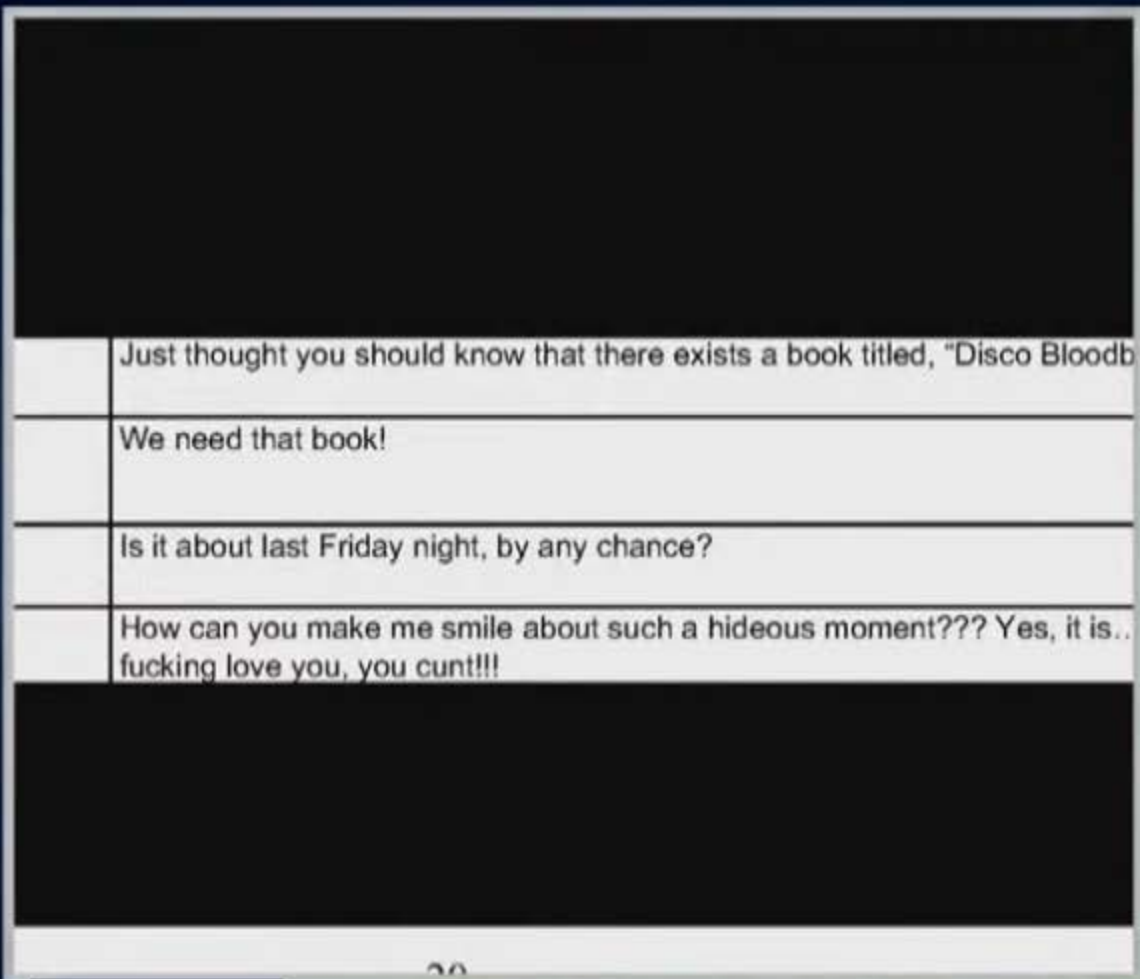 Just thought you should know that there exists a book titled, "Disco Bloodb
We need that book!
Is it about last Friday night, by any chance?
How can you make me smile about such a hideous moment??? Yes, it is..
fucking love you, you cunt!!!